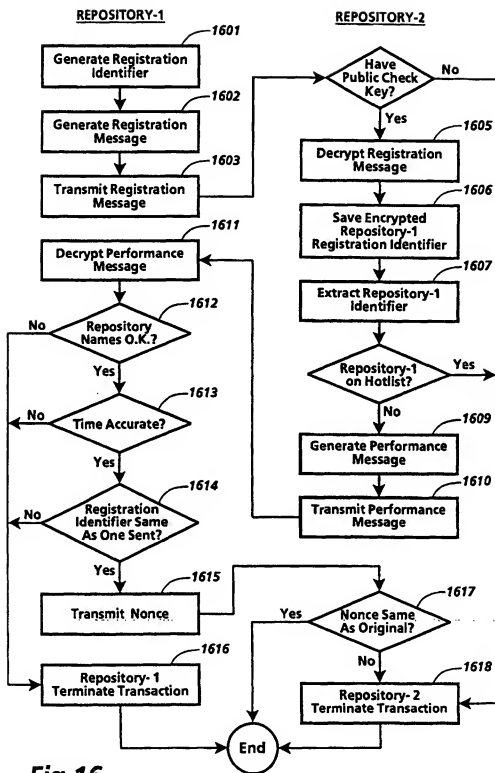 REPOSITORY-1
1601
Generate Registration
Identifier
1602
Generate Registration
Message
1603
Transmit Registration
Message
1611
Decrypt Performance
Message
1612
No
Repository
Names O.K.?
Yes
1613
No
Time Accurate?
Yes
1614
No
Registration
Identifier Same
As One Sent?
Yes
1615
Transmit Nonce
1616
Repository- 1
Terminate Transaction
REPOSITORY-2
Have
Public Check
Key?
No
Yes
1605
Decrypt Registration
Message
1606
Save Encrypted
Repository-1
Registration Identifier
1607
Extract Repository-1
Identifier
Repository-1
on Hotlist?
Yes
No
1609
Generate Performance
Message
1610
Transmit Performance
Message
1617
Yes
Nonce Same
As Original?
No
1618
Repository- 2
Terminate Transaction
End
Fig.16